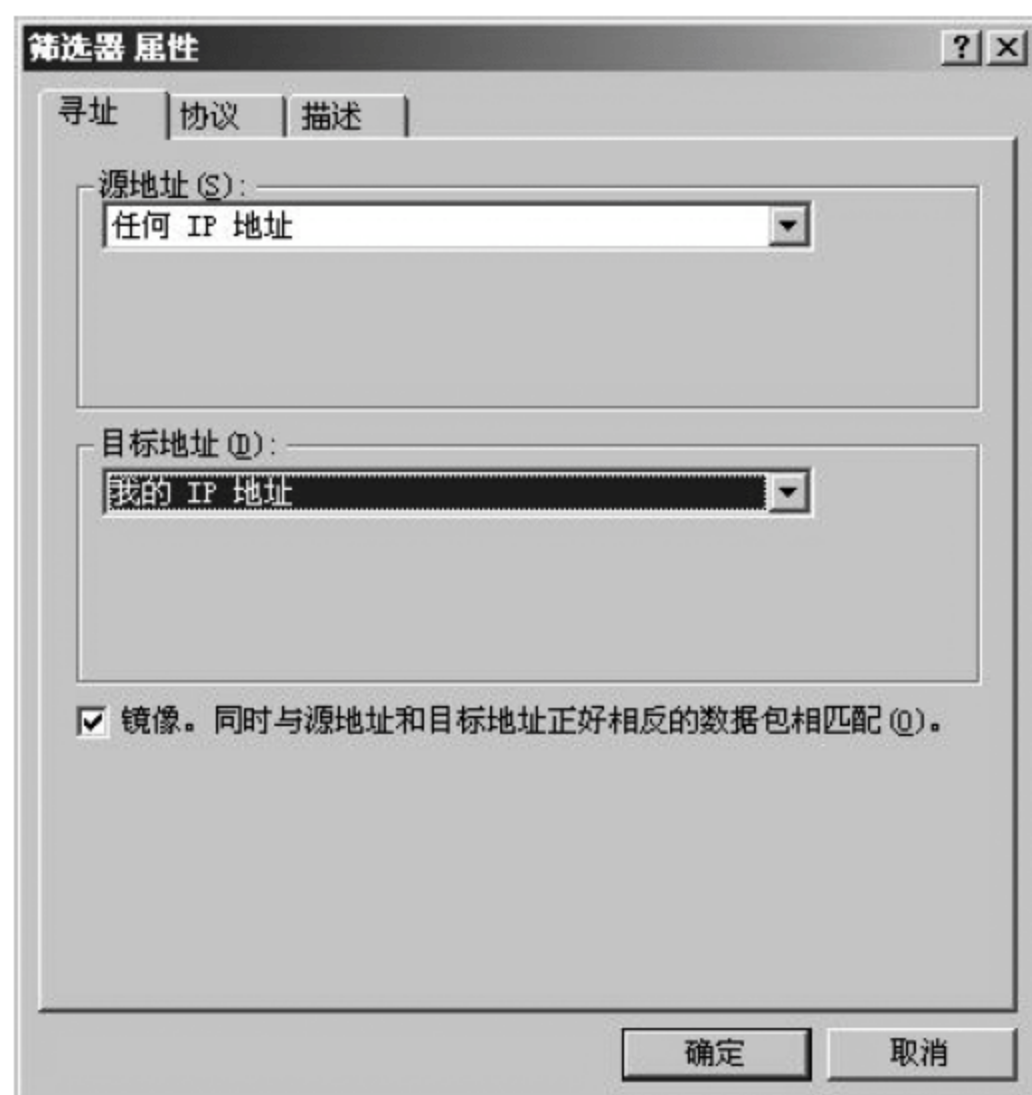 筛选器 属性
寻址 协议 描述
源地址(S):
任何 IP 地址
目标地址(D):
我的 IP 地址
镜像。同时与源地址和目标地址正好相反的数据包相匹配(O)。
确定 取消